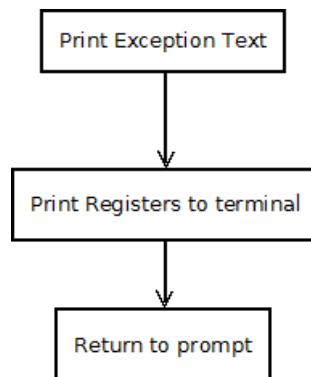 Print Exception Text
Print Registers to terminal
Return to prompt